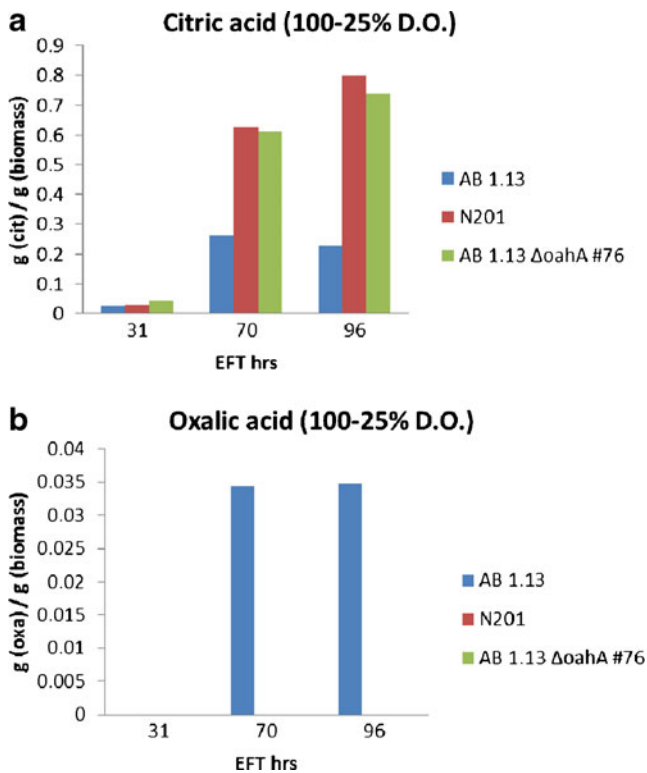 a
Citric acid (100-25% D.O.)
g (cit) / g (biomass)
0.9
0.8
0.7
0.6
0.5
0.4
0.3
0.2
0.1
0
31 70 96
EFT hrs
AB 1.13
N201
AB 1.13 ΔoahA #76
b
Oxalic acid (100-25% D.O.)
g (oxa) / g (biomass)
0.04
0.035
0.03
0.025
0.02
0.015
0.01
0.005
0
31 70 96
EFT hrs
AB 1.13
N201
AB 1.13 ΔoahA #76